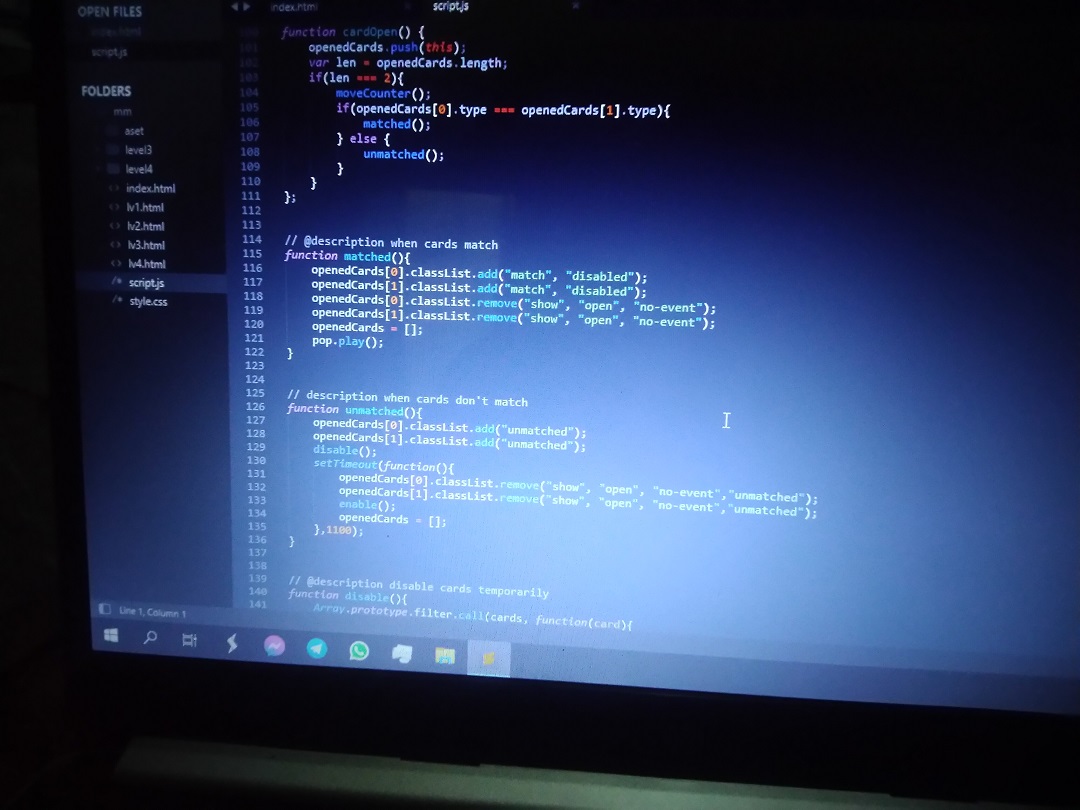 OPEN FILES
index.html
script.js
FOLDERS
mm
aset
level3
level4
index.html
lv1.html
lv2.html
lv3.html
lv4.html
script.js
style.css
index.html
script.js
100 function cardOpen() {
101 openedCards.push(this);
102 var len = openedCards.length;
103 if(len === 2){
104 moveCounter();
105 if(openedCards[0].type === openedCards[1].type){
106 matched();
107 } else {
108 unmatched();
109 }
110 }
111 };
112
113
114 // @description when cards match
115 function matched(){
116 openedCards[0].classList.add("match", "disabled");
117 openedCards[1].classList.add("match", "disabled");
118 openedCards[0].classList.remove("show", "open", "no-event");
119 openedCards[1].classList.remove("show", "open", "no-event");
120 openedCards = [];
121 pop.play();
122 }
123
124
125 // description when cards don't match
126 function unmatched(){
127 openedCards[0].classList.add("unmatched");
128 openedCards[1].classList.add("unmatched");
129 disable();
130 setTimeout(function(){
131 openedCards[0].classList.remove("show", "open", "no-event","unmatched");
132 openedCards[1].classList.remove("show", "open", "no-event","unmatched");
133 enable();
134 openedCards = [];
135 },1100);
136 }
137
138
139 // @description disable cards temporarily
140 function disable(){
141 Array.prototype.filter.call(cards, function(card){
Line 1, Column 1